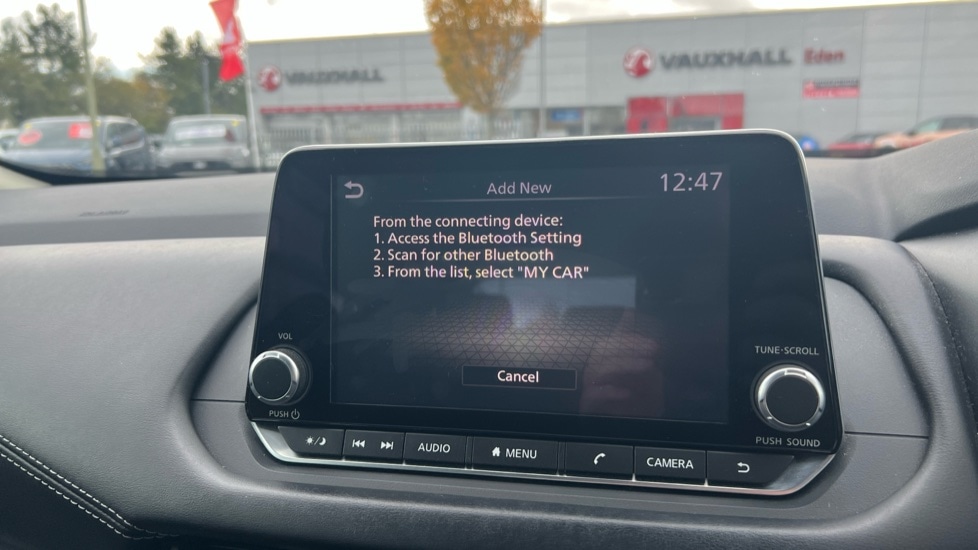 VAUXHALL
VAUXHALL Eden
Add New
12:47
From the connecting device:
1. Access the Bluetooth Setting
2. Scan for other Bluetooth
3. From the list, select "MY CAR"
Cancel
VOL
PUSH
TUNE·SCROLL
PUSH SOUND
AUDIO
MENU
CAMERA